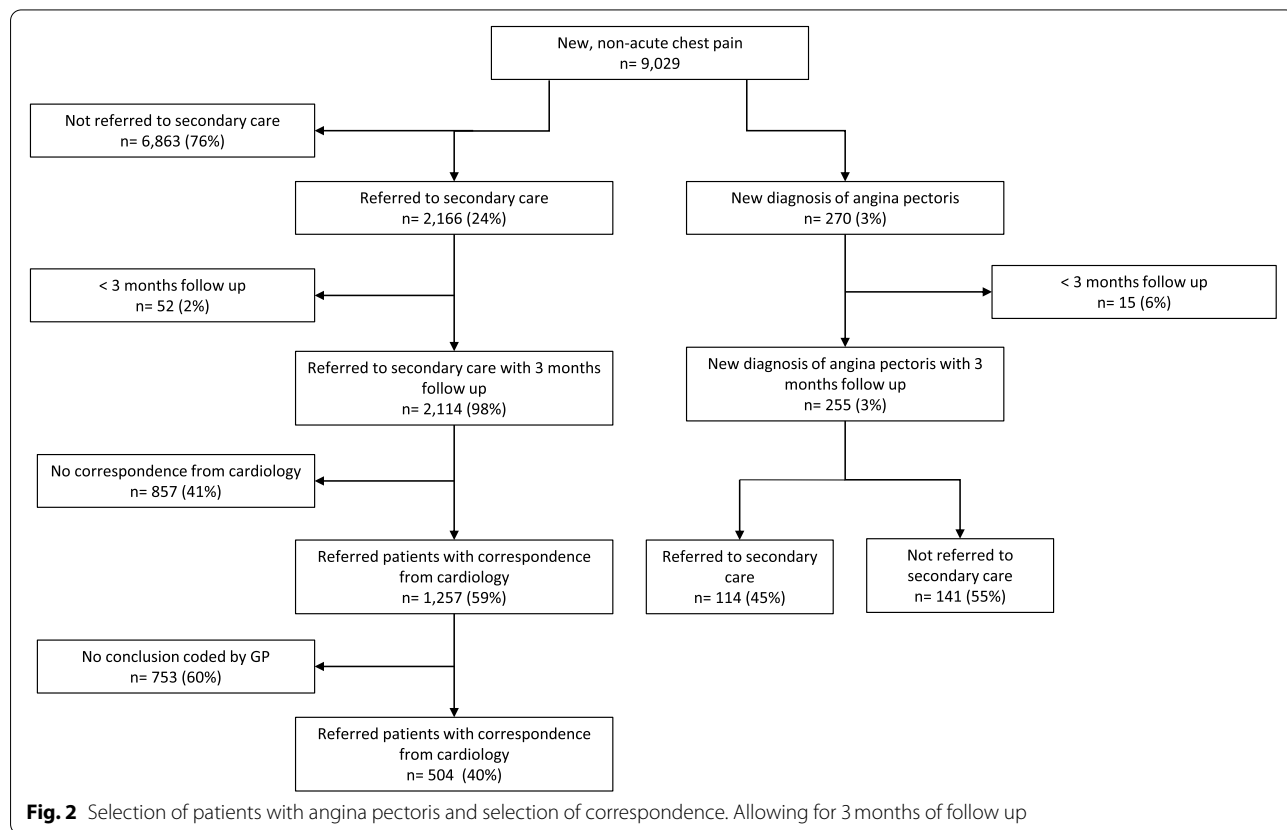 New, non-acute chest pain
n= 9,029
Not referred to secondary care
n= 6,863 (76%)
Referred to secondary care
n= 2,166 (24%)
New diagnosis of angina pectoris
n= 270 (3%)
< 3 months follow up
n= 52 (2%)
< 3 months follow up
n= 15 (6%)
Referred to secondary care with 3 months
follow up
n= 2,114 (98%)
New diagnosis of angina pectoris with 3
months follow up
n= 255 (3%)
No correspondence from cardiology
n= 857 (41%)
Referred patients with correspondence
from cardiology
n= 1,257 (59%)
Referred to secondary
care
n= 114 (45%)
Not referred to
secondary care
n= 141 (55%)
No conclusion coded by GP
n= 753 (60%)
Referred patients with correspondence
from cardiology
n= 504 (40%)
Fig. 2 Selection of patients with angina pectoris and selection of correspondence. Allowing for 3 months of follow up